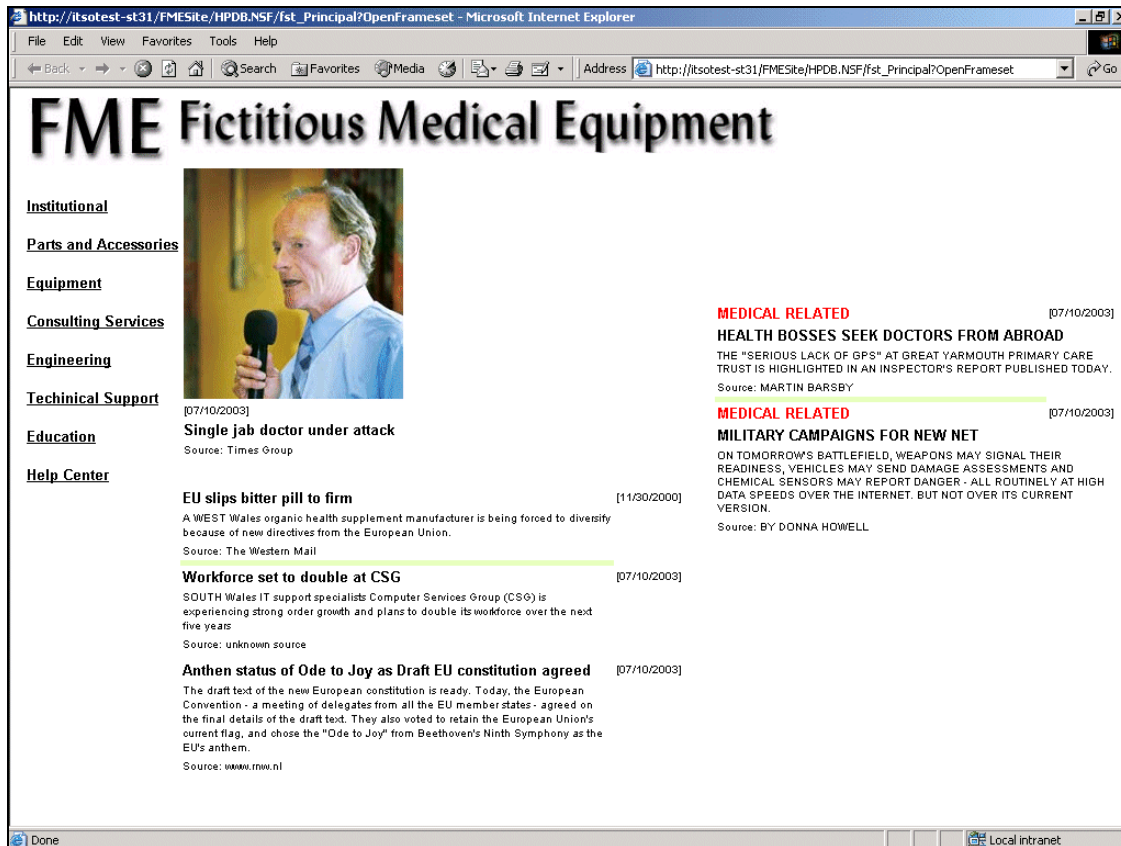 http://itsotest-st31/FMESite/HPDB.NSF/fst_Principal?OpenFrameset - Microsoft Internet Explorer
File Edit View Favorites Tools Help
Back Search Favorites Media Address http://itsotest-st31/FMESite/HPDB.NSF/fst_Principal?OpenFrameset Go
FME Fictitious Medical Equipment
Institutional
Parts and Accessories
Equipment
Consulting Services
Engineering
Techinical Support
Education
Help Center
[07/10/2003]
Single jab doctor under attack
Source: Times Group
EU slips bitter pill to firm [11/30/2000]
A WEST Wales organic health supplement manufacturer is being forced to diversify
because of new directives from the European Union.
Source: The Western Mail
Workforce set to double at CSG [07/10/2003]
SOUTH Wales IT support specialists Computer Services Group (CSG) is
experiencing strong order growth and plans to double its workforce over the next
five years
Source: unknown source
Anthen status of Ode to Joy as Draft EU constitution agreed [07/10/2003]
The draft text of the new European constitution is ready. Today, the European
Convention - a meeting of delegates from all the EU member states - agreed on
the final details of the draft text. They also voted to retain the European Union's
current flag, and chose the "Ode to Joy" from Beethoven's Ninth Symphony as the
EU's anthem.
Source: www.rnw.nl
MEDICAL RELATED [07/10/2003]
HEALTH BOSSES SEEK DOCTORS FROM ABROAD
THE "SERIOUS LACK OF GPS" AT GREAT YARMOUTH PRIMARY CARE
TRUST IS HIGHLIGHTED IN AN INSPECTOR'S REPORT PUBLISHED TODAY.
Source: MARTIN BARSBY
MEDICAL RELATED [07/10/2003]
MILITARY CAMPAIGNS FOR NEW NET
ON TOMORROW'S BATTLEFIELD, WEAPONS MAY SIGNAL THEIR
READINESS, VEHICLES MAY SEND DAMAGE ASSESSMENTS AND
CHEMICAL SENSORS MAY REPORT DANGER - ALL ROUTINELY AT HIGH
DATA SPEEDS OVER THE INTERNET. BUT NOT OVER ITS CURRENT
VERSION.
Source: BY DONNA HOWELL
Done Local intranet